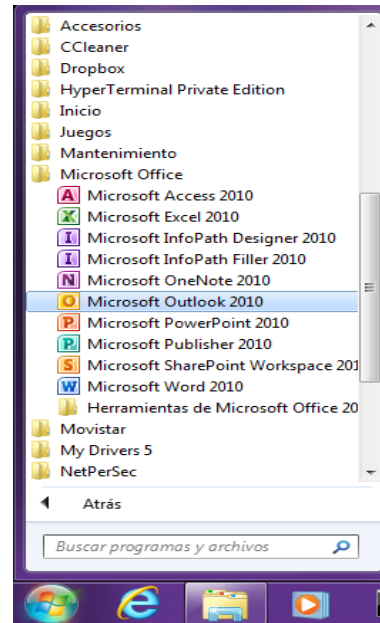 Accesorios
CCleaner
Dropbox
HyperTerminal Private Edition
Inicio
Juegos
Mantenimiento
Microsoft Office
A Microsoft Access 2010
X Microsoft Excel 2010
I Microsoft InfoPath Designer 2010
I Microsoft InfoPath Filler 2010
N Microsoft OneNote 2010
O Microsoft Outlook 2010
P Microsoft PowerPoint 2010
P Microsoft Publisher 2010
S Microsoft SharePoint Workspace 201
W Microsoft Word 2010
Herramientas de Microsoft Office 20
Movistar
My Drivers 5
NetPerSec
Atrás
Buscar programas y archivos